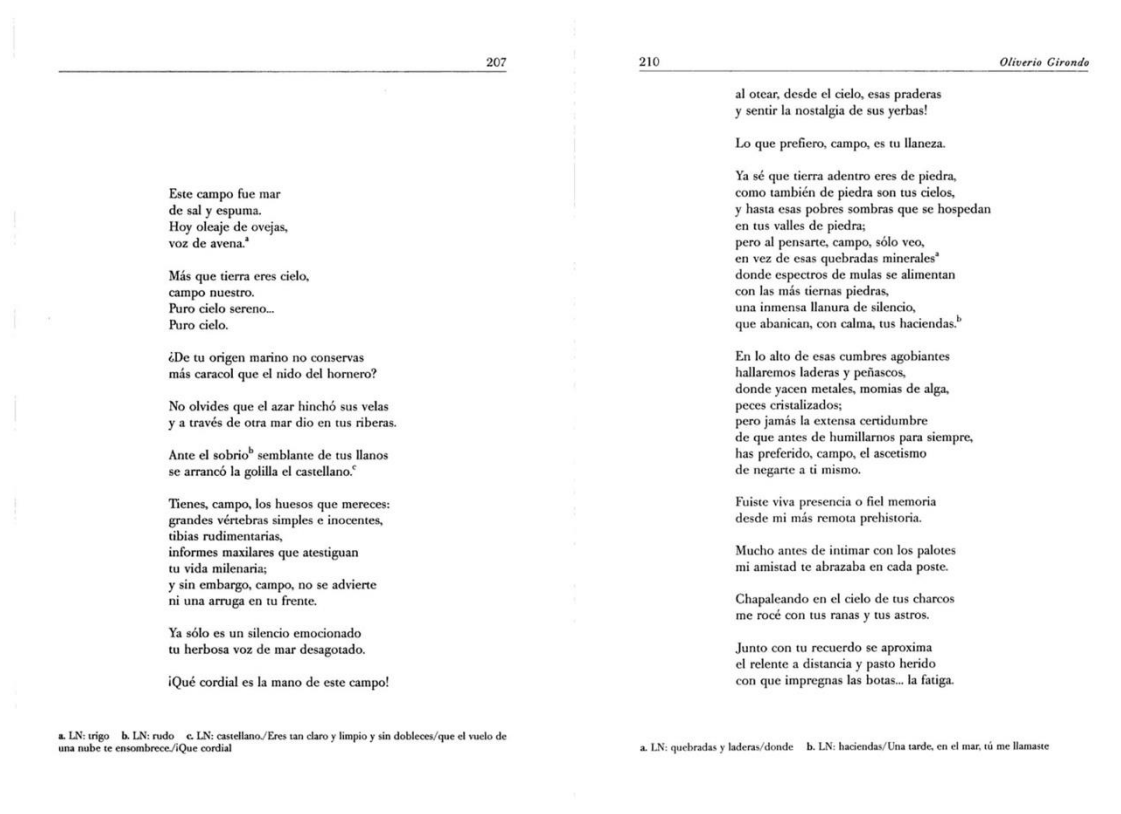 207
Este campo fue mar
de sal y espuma.
Hoy oleaje de ovejas,
voz de avena.a
Más que tierra eres cielo,
campo nuestro.
Puro cielo sereno...
Puro cielo.
¿De tu origen marino no conservas
más caracol que el nido del hornero?
No olvides que el azar hinchó sus velas
y a través de otra mar dio en tus riberas.
Ante el sobriob semblante de tus llanos
se arrancó la golilla el castellano.c
Tienes, campo, los huesos que mereces:
grandes vértebras simples e inocentes,
tibias rudimentarias,
informes maxilares que atestiguan
tu vida milenaria;
y sin embargo, campo, no se advierte
ni una arruga en tu frente.
Ya sólo es un silencio emocionado
tu herbosa voz de mar desagotado.
¡Qué cordial es la mano de este campo!
a. LN: trigo b. LN: rudo c. LN: castellano./Eres tan claro y limpio y sin dobleces/que el vuelo de
una nube te ensombrece./¡Que cordial
210 Oliverio Girondo
al otear, desde el cielo, esas praderas
y sentir la nostalgia de sus yerbas!
Lo que prefiero, campo, es tu llaneza.
Ya sé que tierra adentro eres de piedra,
como también de piedra son tus cielos,
y hasta esas pobres sombras que se hospedan
en tus valles de piedra;
pero al pensarte, campo, sólo veo,
en vez de esas quebradas mineralesa
donde espectros de mulas se alimentan
con las más tiernas piedras,
una inmensa llanura de silencio,
que abanican, con calma, tus haciendas.b
En lo alto de esas cumbres agobiantes
hallaremos laderas y peñascos,
donde yacen metales, momias de alga,
peces cristalizados;
pero jamás la extensa certidumbre
de que antes de humillarnos para siempre,
has preferido, campo, el ascetismo
de negarte a ti mismo.
Fuiste viva presencia o fiel memoria
desde mi más remota prehistoria.
Mucho antes de intimar con los palotes
mi amistad te abrazaba en cada poste.
Chapaleando en el cielo de tus charcos
me rocé con tus ranas y tus astros.
Junto con tu recuerdo se aproxima
el relente a distancia y pasto herido
con que impregnas las botas... la fatiga.
a. LN: quebradas y laderas/donde b. LN: haciendas/Una tarde, en el mar, tú me llamaste